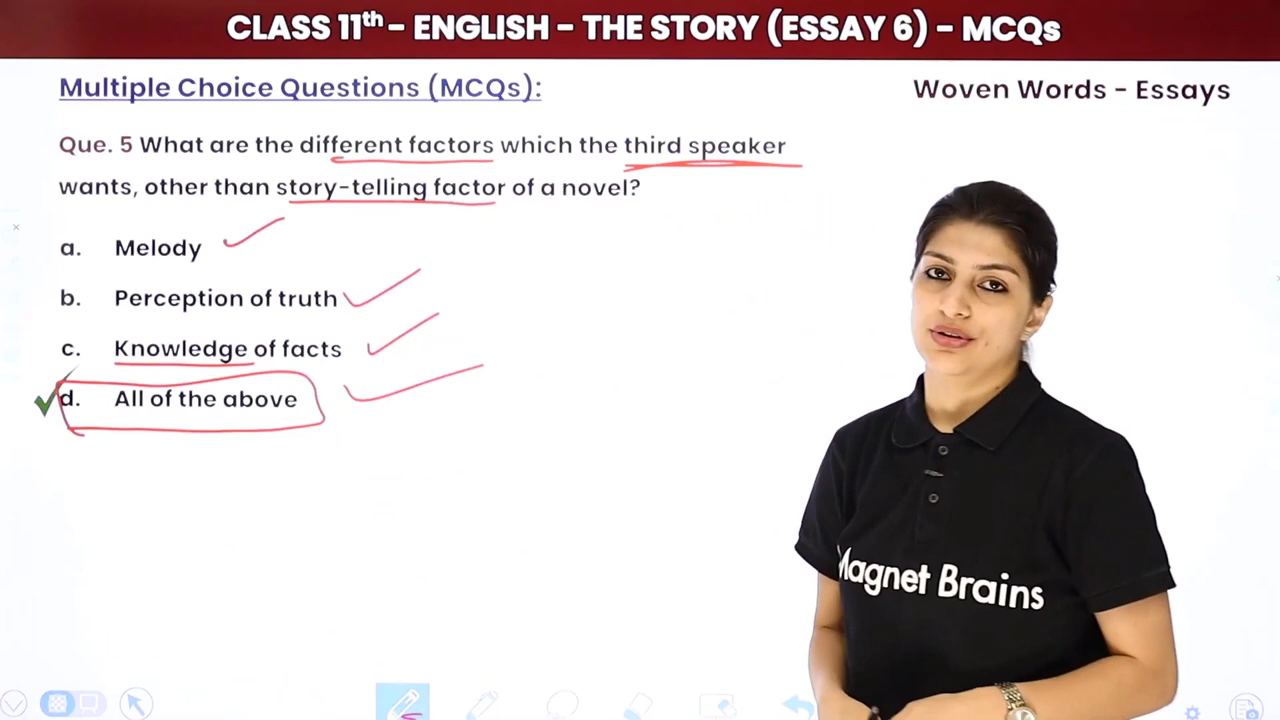 CLASS 11th - ENGLISH - THE STORY (ESSAY 6) - MCQs
Multiple Choice Questions (MCQs):
Woven Words - Essays
Que. 5 What are the different factors which the third speaker
wants, other than story-telling factor of a novel?
a. Melody
b. Perception of truth
c. Knowledge of facts
d. All of the above
Magnet Brains